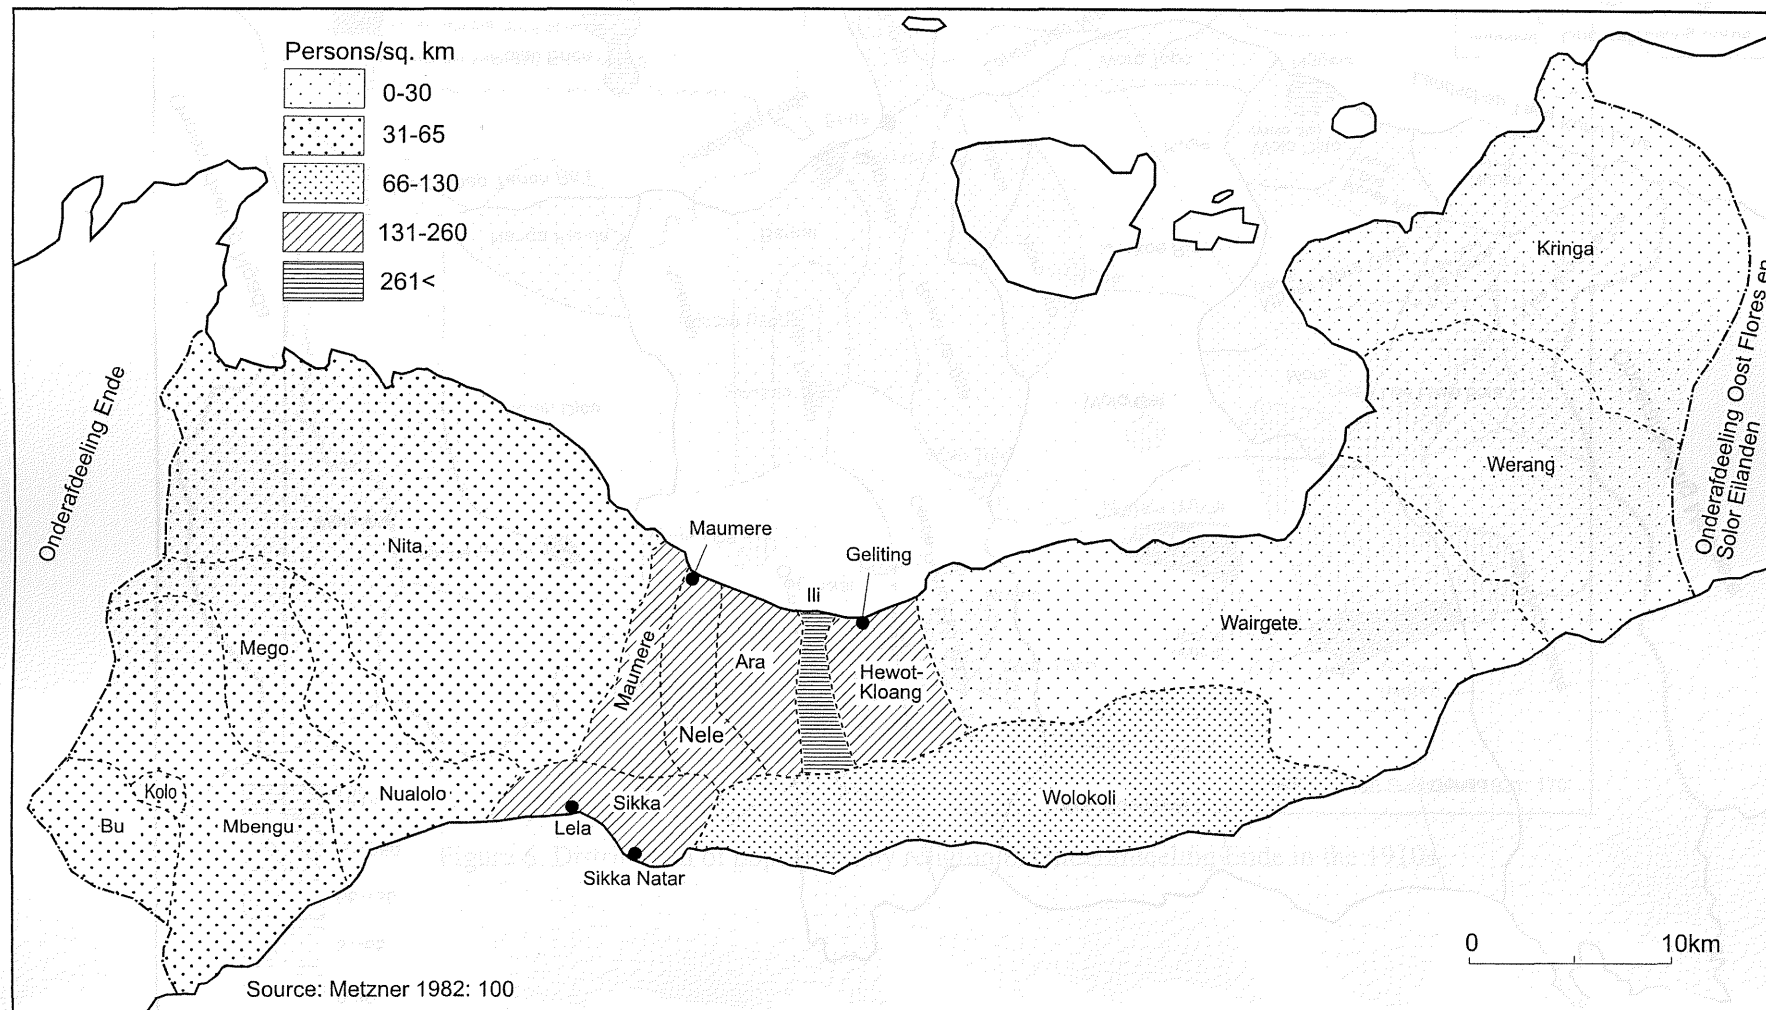 Persons/sq. km
0-30
31-65
66-130
131-260
261<
Onderafdeeling Ende
Kringa
Onderafdeeling Oost Flores en
Solor Eilanden
Werang
Nita
Maumere
Geliting
Ili
Wairgete
Mego
Maumere
Ara
Hewot-
Kloang
Nele
Kolo
Nualolo
Sikka
Wolokoli
Bu
Mbengu
Lela
Sikka Natar
0 10km
Source: Metzner 1982: 100